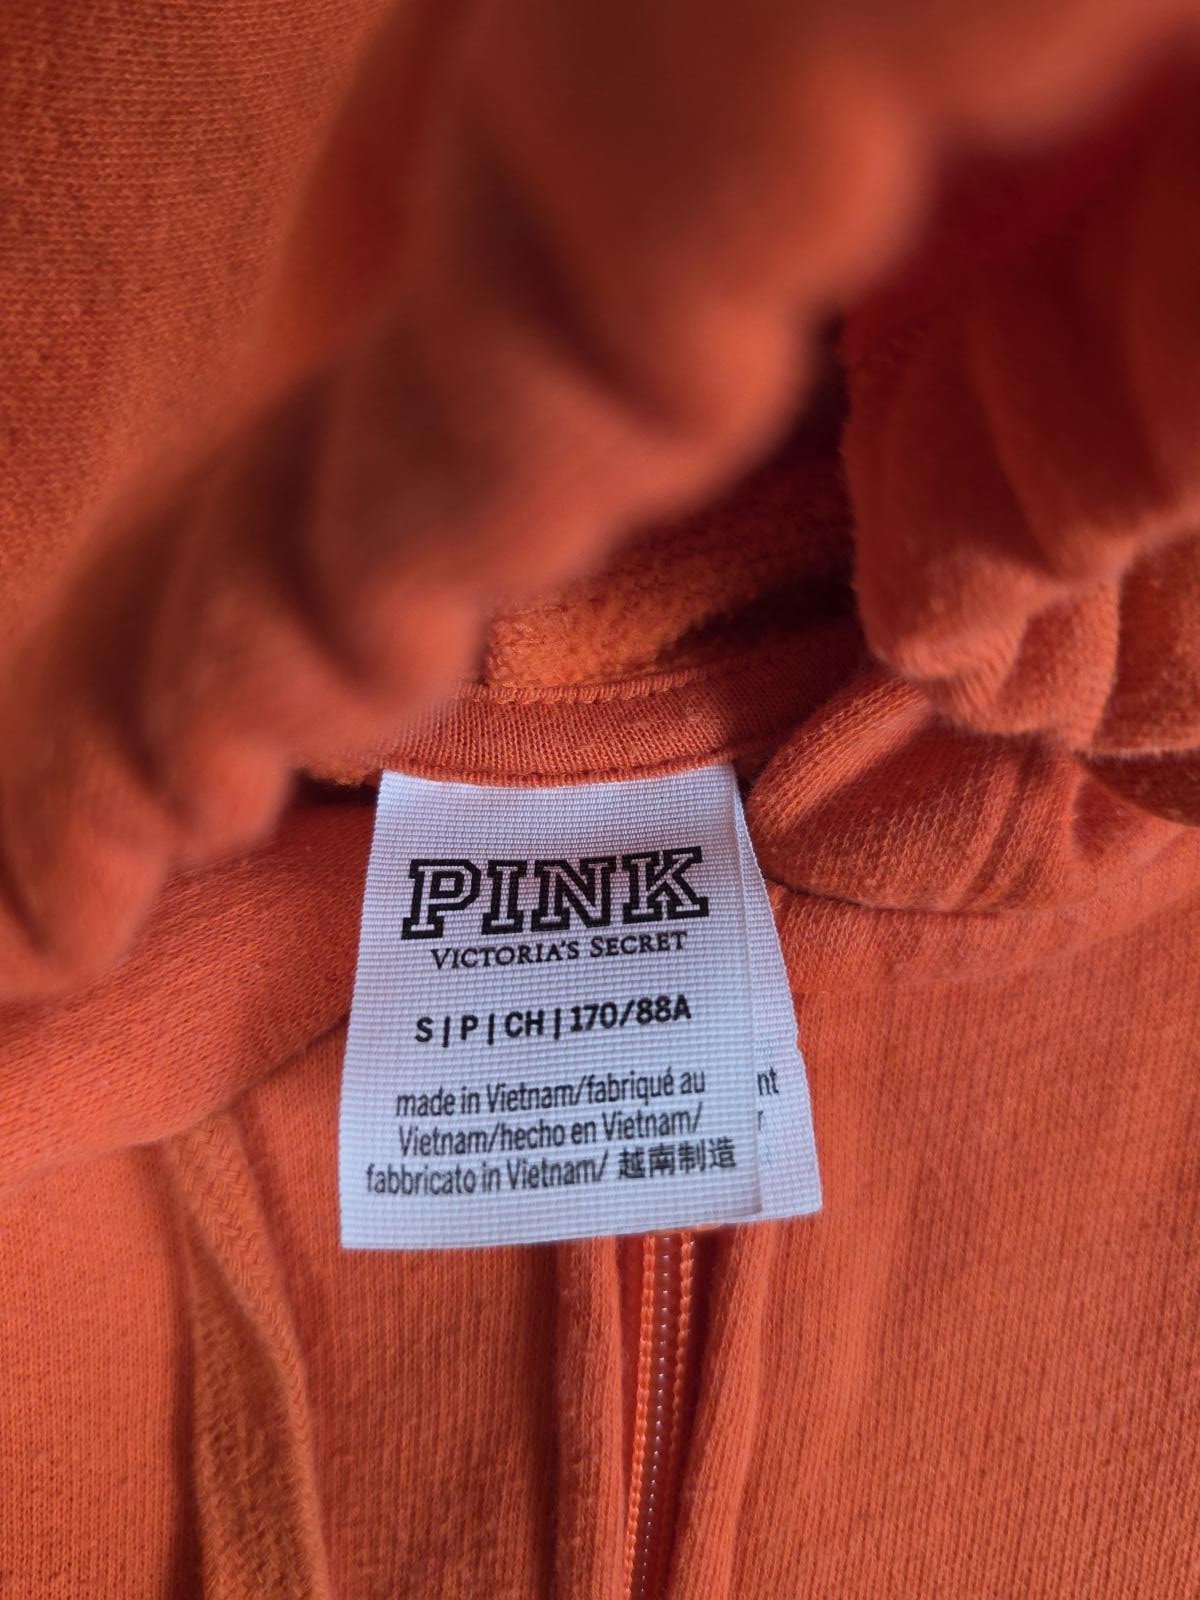 PINK
VICTORIA'S SECRET
S | P | CH | 170/88A
made in Vietnam/fabriqué au
Vietnam/hecho en Vietnam/
fabbricato in Vietnam/ 越南制造